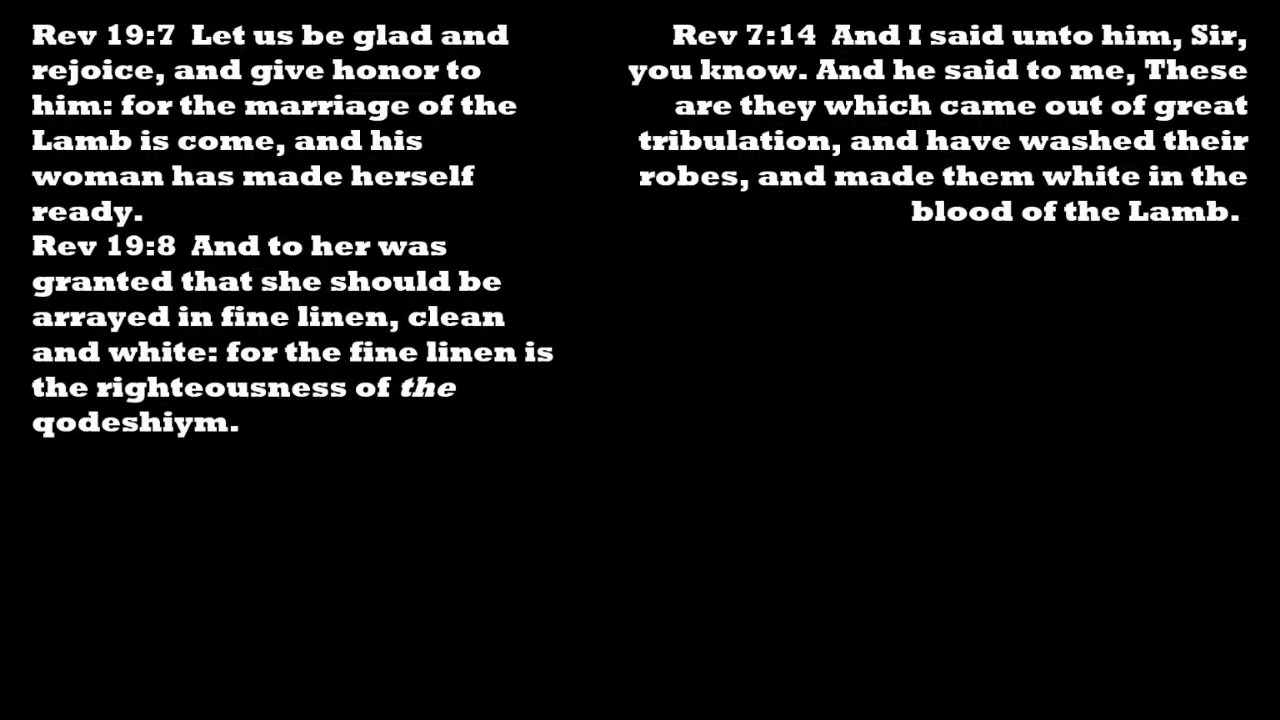 Rev 19:7 Let us be glad and
rejoice, and give honor to
him: for the marriage of the
Lamb is come, and his
woman has made herself
ready.
Rev 19:8 And to her was
granted that she should be
arrayed in fine linen, clean
and white: for the fine linen is
the righteousness of the
qodeshiym.
Rev 7:14 And I said unto him, Sir,
you know. And he said to me, These
are they which came out of great
tribulation, and have washed their
robes, and made them white in the
blood of the Lamb.